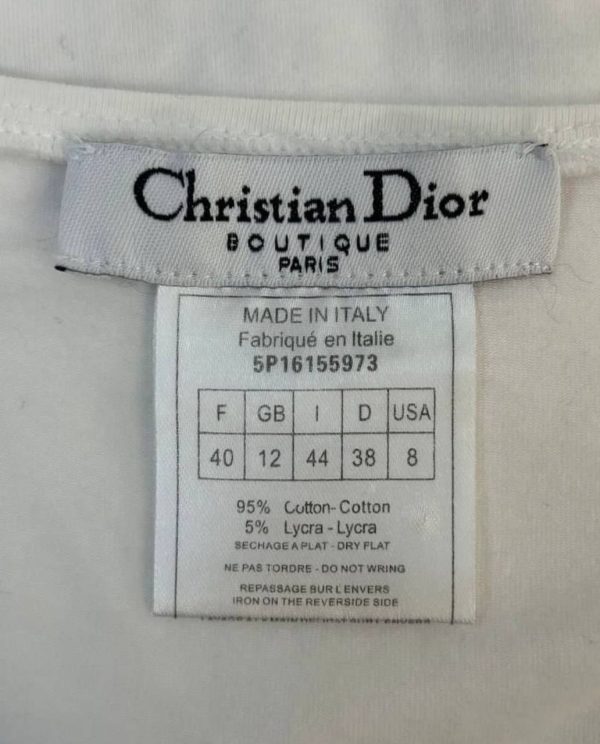 Christian Dior
BOUTIQUE
PARIS
MADE IN ITALY
Fabriqué en Italie
5P16155973
F GB I D USA
40 12 44 38 8
95% Cotton-Cotton
5% Lycra - Lycra
SECHAGE A PLAT - DRY FLAT
NE PAS TORDRE - DO NOT WRING
REPASSAGE SUR L'ENVERS
IRON ON THE REVERSIDE SIDE